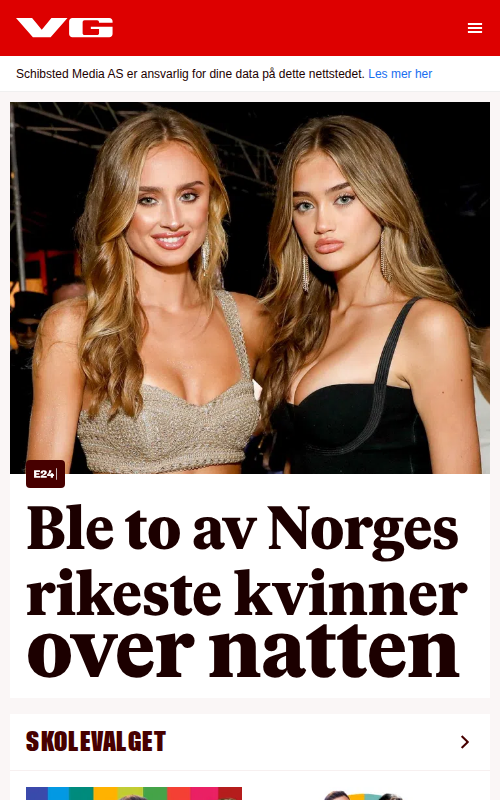 VG
Schibsted Media AS er ansvarlig for dine data på dette nettstedet. Les mer her
E24
Ble to av Norges
rikeste kvinner
over natten
SKOLEVALGET